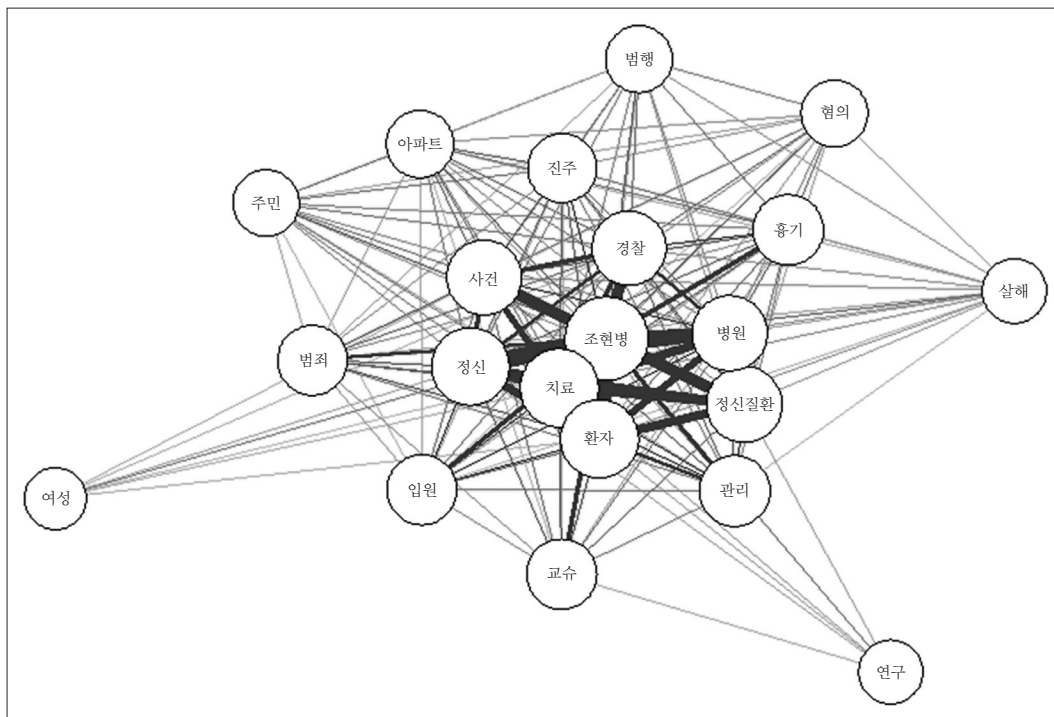 범행
혐의
아파트
진주
주민
흉기
경찰
사건
살해
조현병
병원
범죄
정신
치료
정신질환
환자
입원
관리
여성
교슈
연구